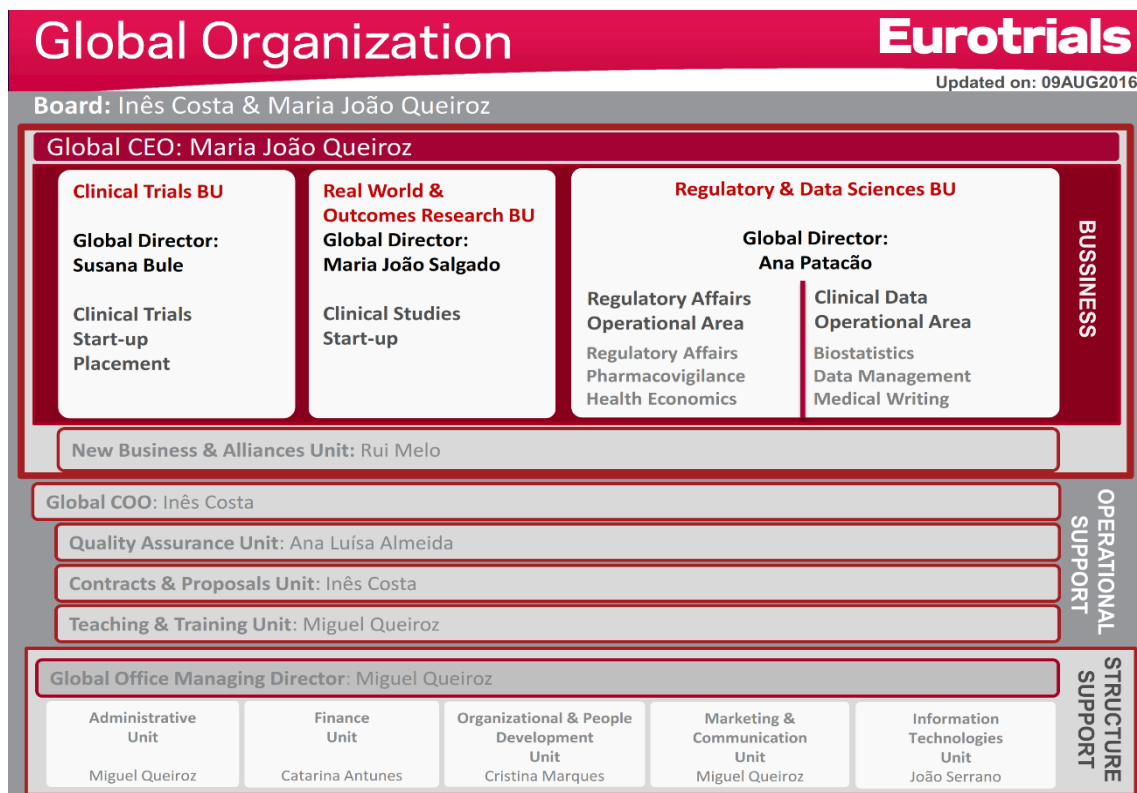 Global Organization
Eurotrials
Updated on: 09AUG2016
Board: Inês Costa & Maria João Queiroz
Global CEO: Maria João Queiroz
Clinical Trials BU
Global Director:
Susana Bule
Clinical Trials
Start-up
Placement
Real World &
Outcomes Research BU
Global Director:
Maria João Salgado
Clinical Studies
Start-up
Regulatory & Data Sciences BU
Global Director:
Ana Patacão
Regulatory Affairs
Operational Area
Regulatory Affairs
Pharmacovigilance
Health Economics
Clinical Data
Operational Area
Biostatistics
Data Management
Medical Writing
BUSSINESS
New Business & Alliances Unit: Rui Melo
Global COO: Inês Costa
Quality Assurance Unit: Ana Luísa Almeida
Contracts & Proposals Unit: Inês Costa
Teaching & Training Unit: Miguel Queiroz
OPERATIONAL
SUPPORT
Global Office Managing Director: Miguel Queiroz
Administrative
Unit
Miguel Queiroz
Finance
Unit
Catarina Antunes
Organizational & People
Development
Unit
Cristina Marques
Marketing &
Communication
Unit
Miguel Queiroz
Information
Technologies
Unit
João Serrano
STRUCTURE
SUPPORT